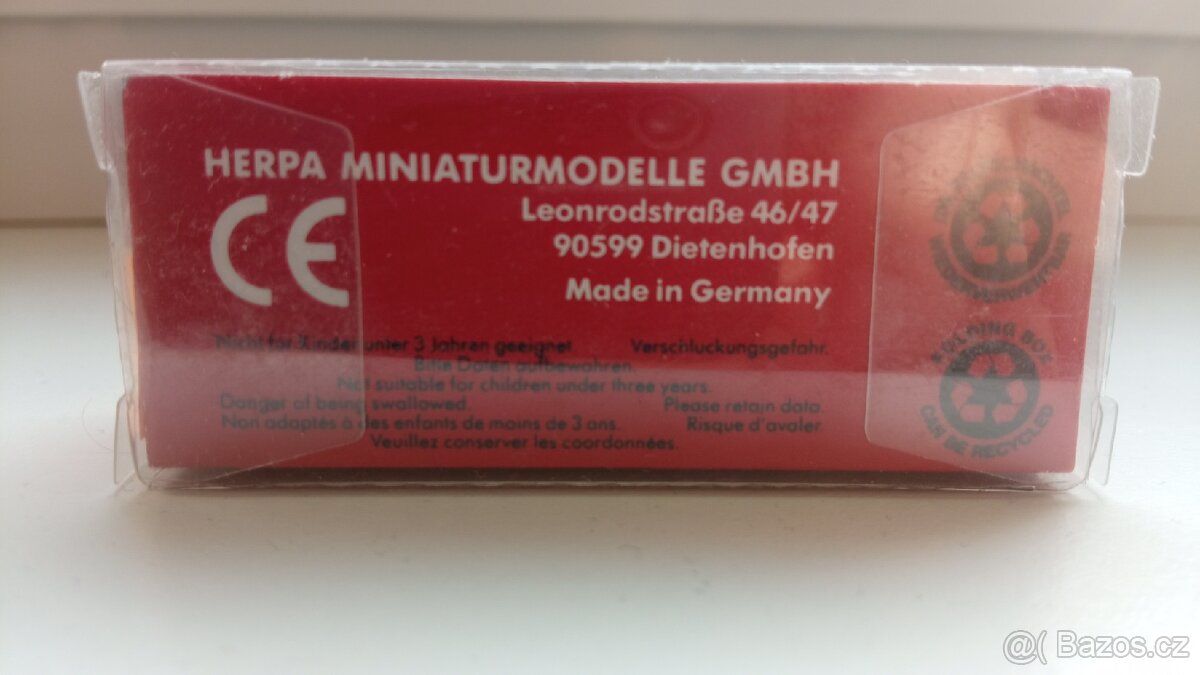 HERPA MINIATURMODELLE GMBH
CE
Leonrodstraße 46/47
90599 Dietenhofen
Made in Germany
Nicht für Kinder unter 3 Jahren geeignet Verschluckungsgefahr.
Bitte Daten aufbewahren.
Not suitable for children under three years.
Danger of being swallowed. Please retain data.
Non adaptés à des enfants de moins de 3 ans. Risque d'avaler.
Veuillez conserver les coordonnées.
FOLDING BOX
CAN BE RECYCLED
@( Bazos.cz